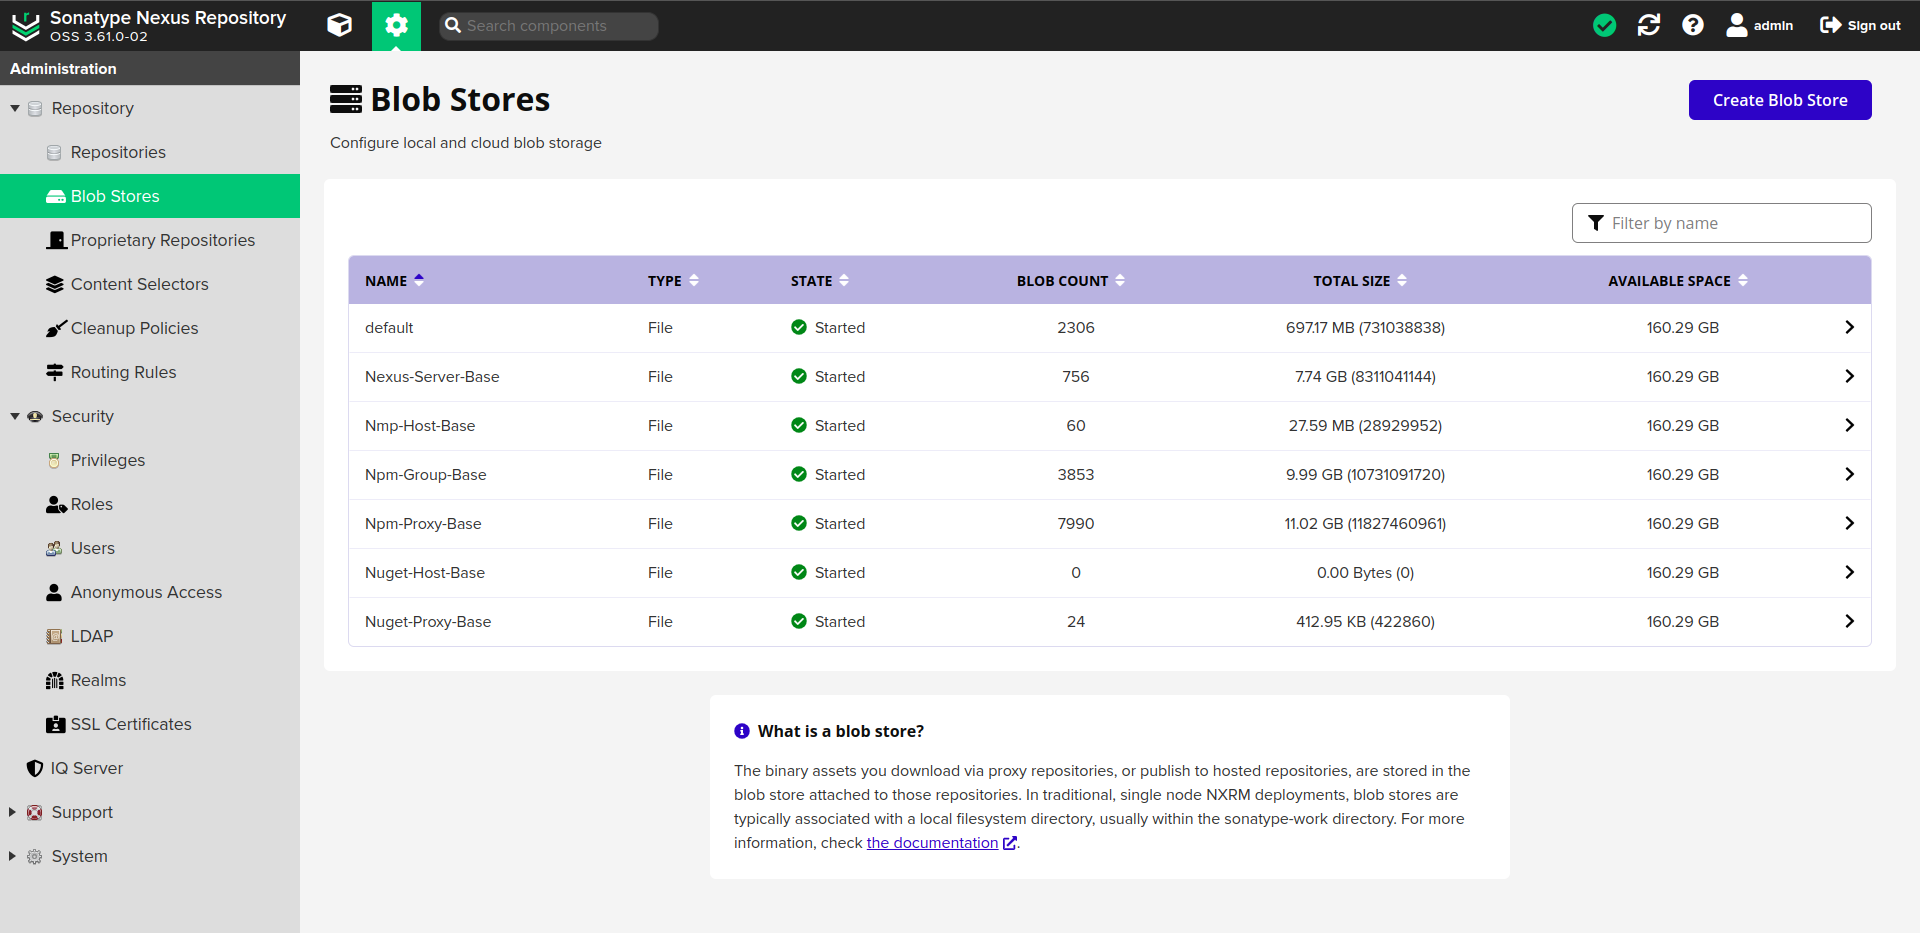 Sonatype Nexus Repository
OSS 3.61.0-02
Search components
admin
Sign out
Administration
Repository
Repositories
Blob Stores
Proprietary Repositories
Content Selectors
Cleanup Policies
Routing Rules
Security
Privileges
Roles
Users
Anonymous Access
LDAP
Realms
SSL Certificates
IQ Server
Support
System
Blob Stores
Configure local and cloud blob storage
Create Blob Store
Filter by name
NAME TYPE STATE BLOB COUNT TOTAL SIZE AVAILABLE SPACE
default File Started 2306 697.17 MB (731038838) 160.29 GB
Nexus-Server-Base File Started 756 7.74 GB (8311041144) 160.29 GB
Nmp-Host-Base File Started 60 27.59 MB (28929952) 160.29 GB
Npm-Group-Base File Started 3853 9.99 GB (10731091720) 160.29 GB
Npm-Proxy-Base File Started 7990 11.02 GB (11827460961) 160.29 GB
Nuget-Host-Base File Started 0 0.00 Bytes (0) 160.29 GB
Nuget-Proxy-Base File Started 24 412.95 KB (422860) 160.29 GB
What is a blob store?
The binary assets you download via proxy repositories, or publish to hosted repositories, are stored in the
blob store attached to those repositories. In traditional, single node NXRM deployments, blob stores are
typically associated with a local filesystem directory, usually within the sonatype-work directory. For more
information, check the documentation.